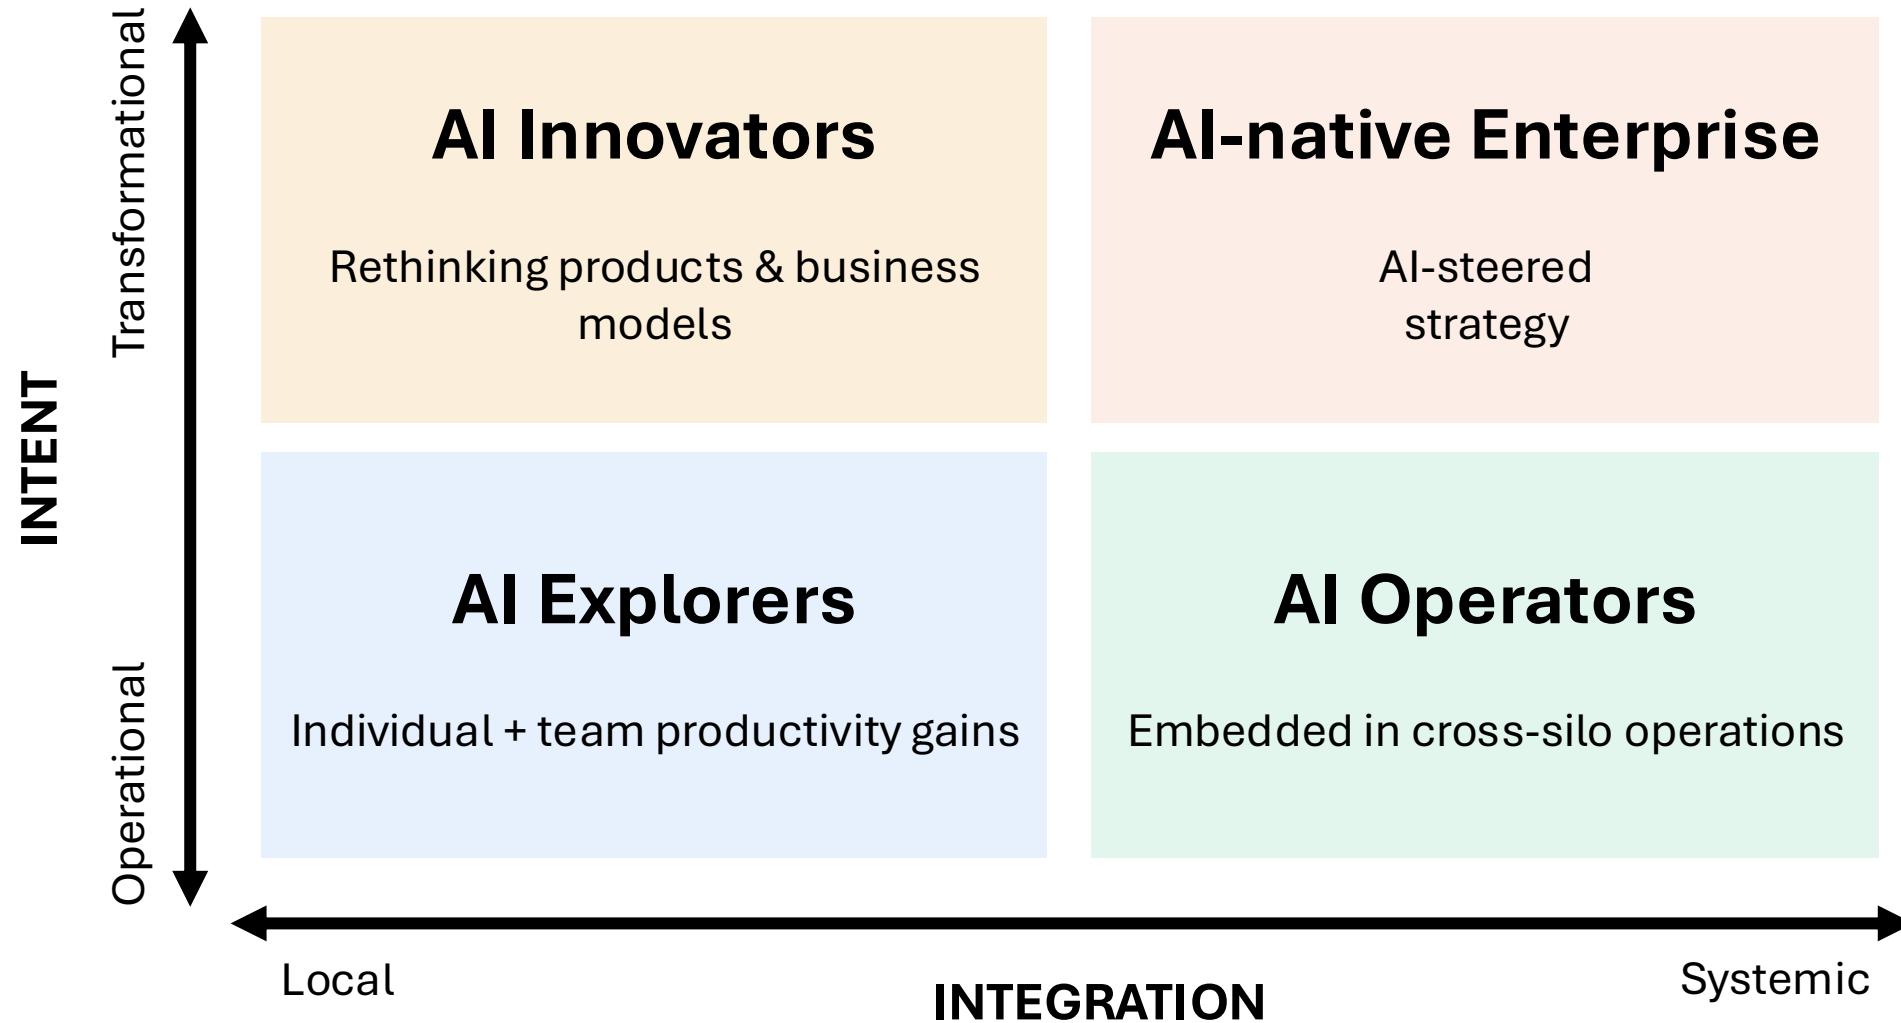 INTENT
Transformational
Operational
AI Innovators
Rethinking products & business
models
AI-native Enterprise
AI-steered
strategy
AI Explorers
Individual + team productivity gains
AI Operators
Embedded in cross-silo operations
Local
INTEGRATION
Systemic